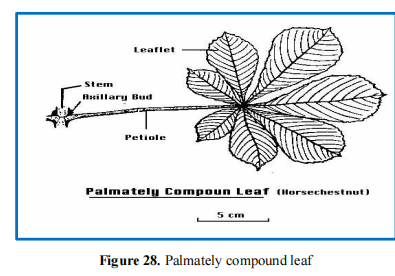 Leaflet
Stem
Axillary Bud
Petiole
Palmately Compoun Leaf (Horsechestnut)
5 cm
Figure 28. Palmately compound leaf